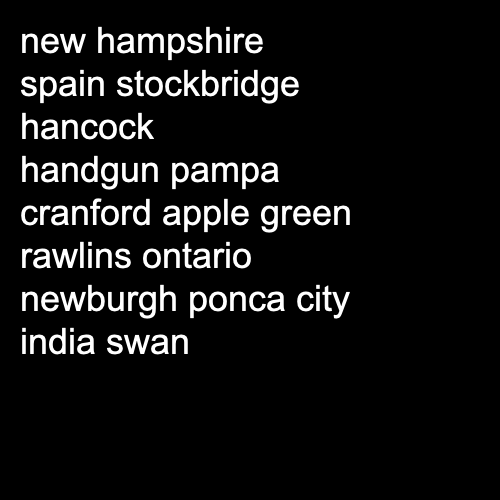 new hampshire
spain stockbridge
hancock
handgun pampa
cranford apple green
rawlins ontario
newburgh ponca city
india swan